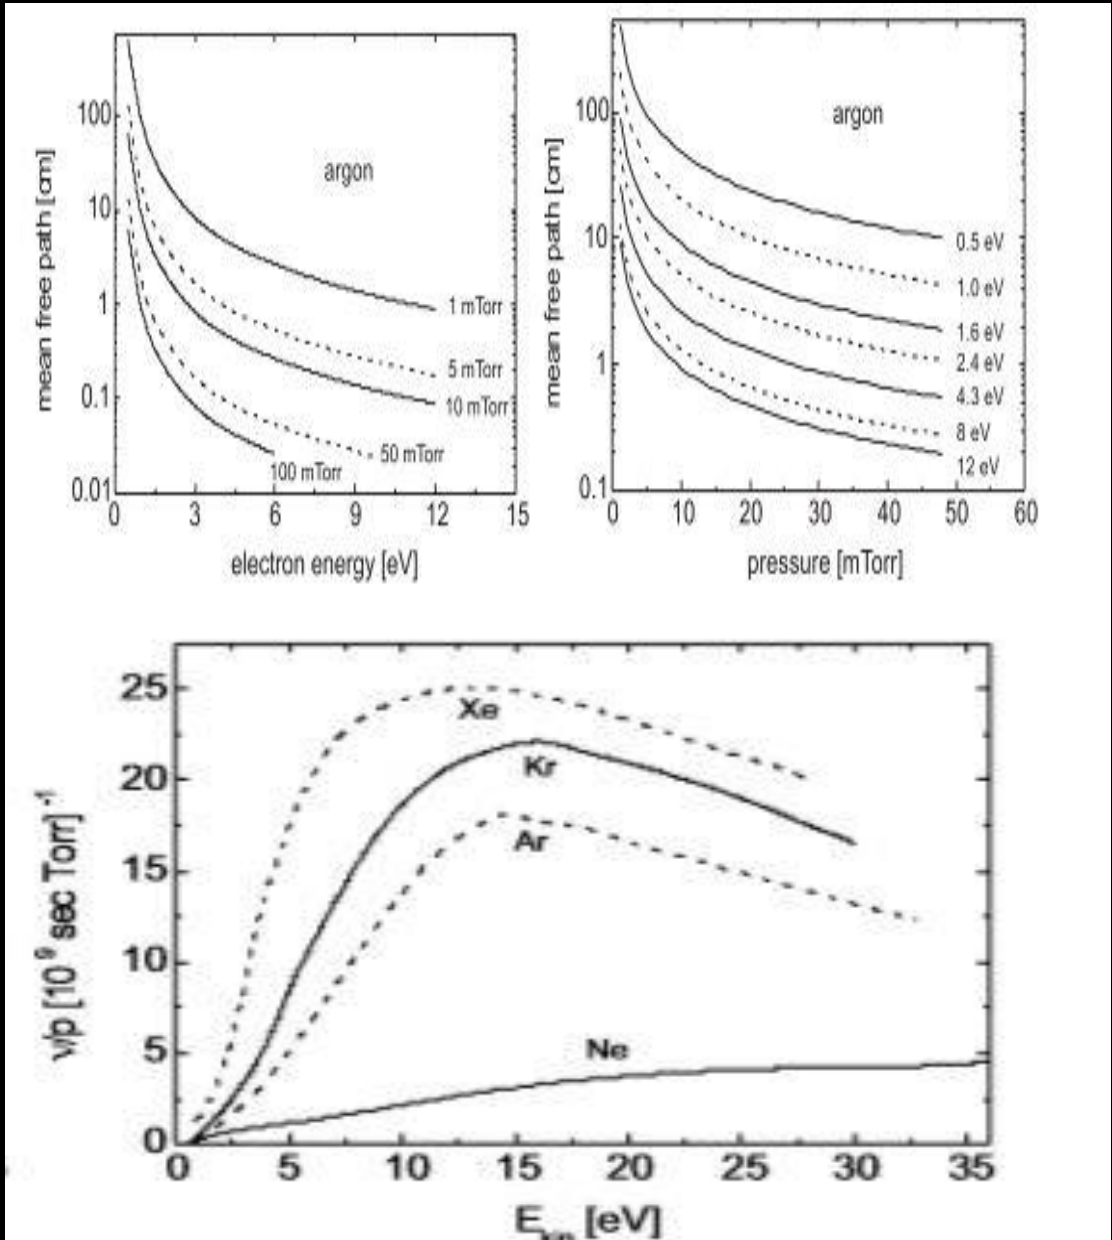 mean free path [cm]
100
10
1
0.1
0.01
argon
1 mTorr
5 mTorr
10 mTorr
50 mTorr
100 mTorr
0 3 6 9 12 15
electron energy [eV]
mean free path [cm]
100
10
1
0.1
argon
0.5 eV
1.0 eV
1.6 eV
2.4 eV
4.3 eV
8 eV
12 eV
0 10 20 30 40 50 60
pressure [mTorr]
ν/p [10⁹ sec Torr]⁻¹
25
20
15
10
5
0
Xe
Kr
Ar
Ne
0 5 10 15 20 25 30 35
E_kin [eV]